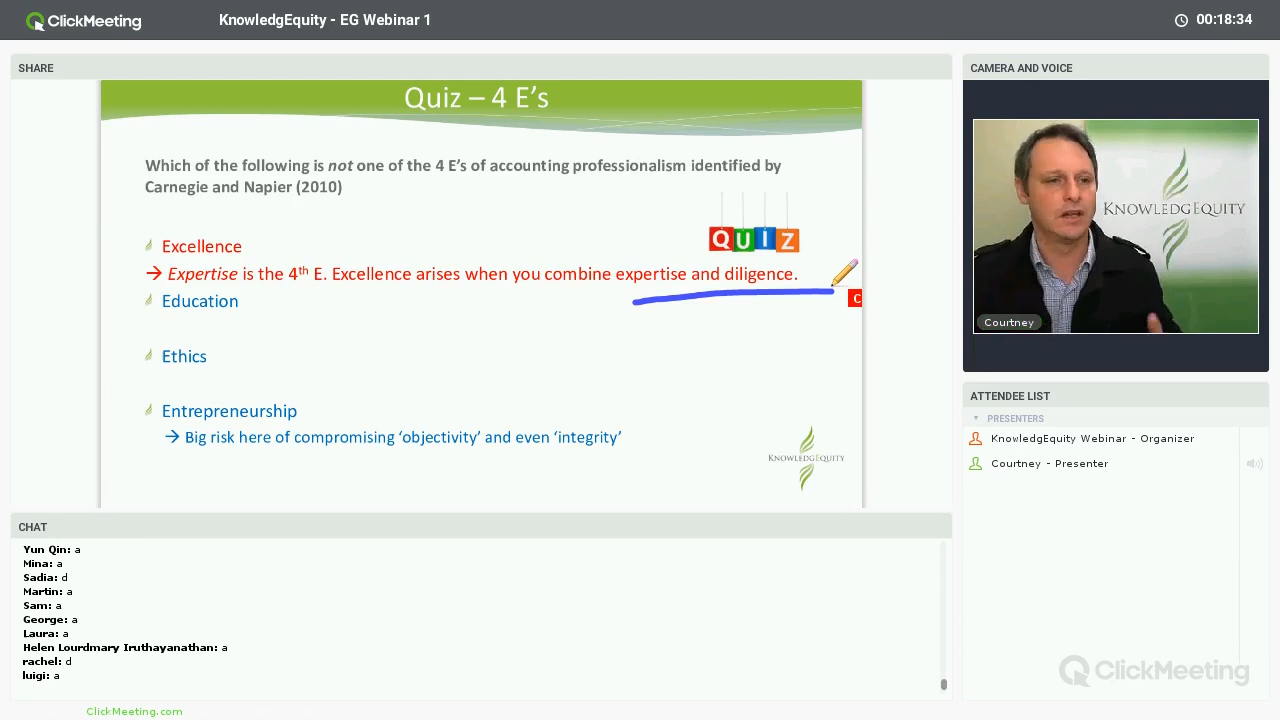 ClickMeeting
KnowledgEquity - EG Webinar 1
00:18:34
SHARE
Quiz – 4 E's
Which of the following is not one of the 4 E's of accounting professionalism identified by
Carnegie and Napier (2010)
QUIZ
Excellence
→ Expertise is the 4th E. Excellence arises when you combine expertise and diligence.
C
Education
Ethics
Entrepreneurship
→ Big risk here of compromising 'objectivity' and even 'integrity'
KNOWLEDGEQUITY
CAMERA AND VOICE
KNOWLEDGEQUITY
Courtney
ATTENDEE LIST
PRESENTERS
KnowledgEquity Webinar - Organizer
Courtney - Presenter
ClickMeeting
CHAT
Yun Qin: a
Mina: a
Sadia: d
Martin: a
Sam: a
George: a
Laura: a
Helen Lourdmary Iruthayanathan: a
rachel: d
luigi: a
ClickMeeting.com